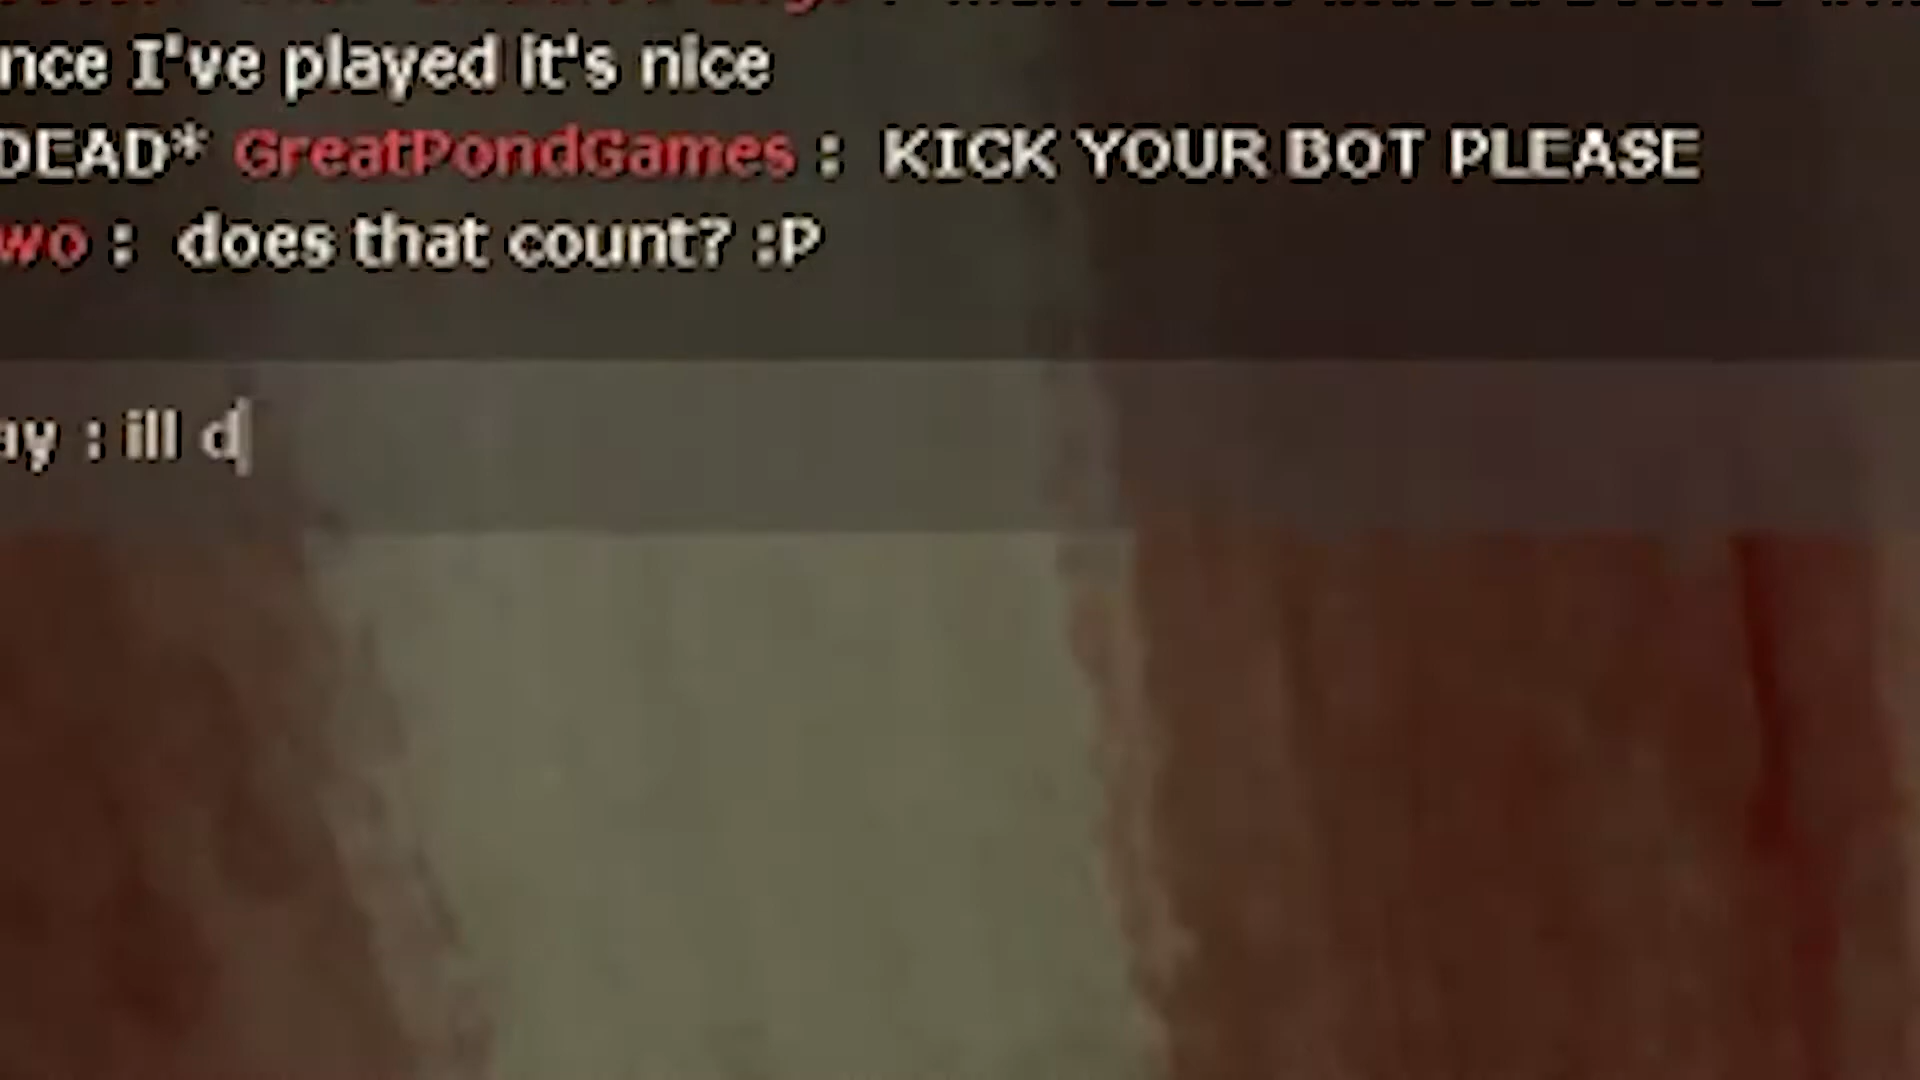 nce I've played it's nice
DEAD* GreatPondGames : KICK YOUR BOT PLEASE
wo : does that count? :P
ay : ill d